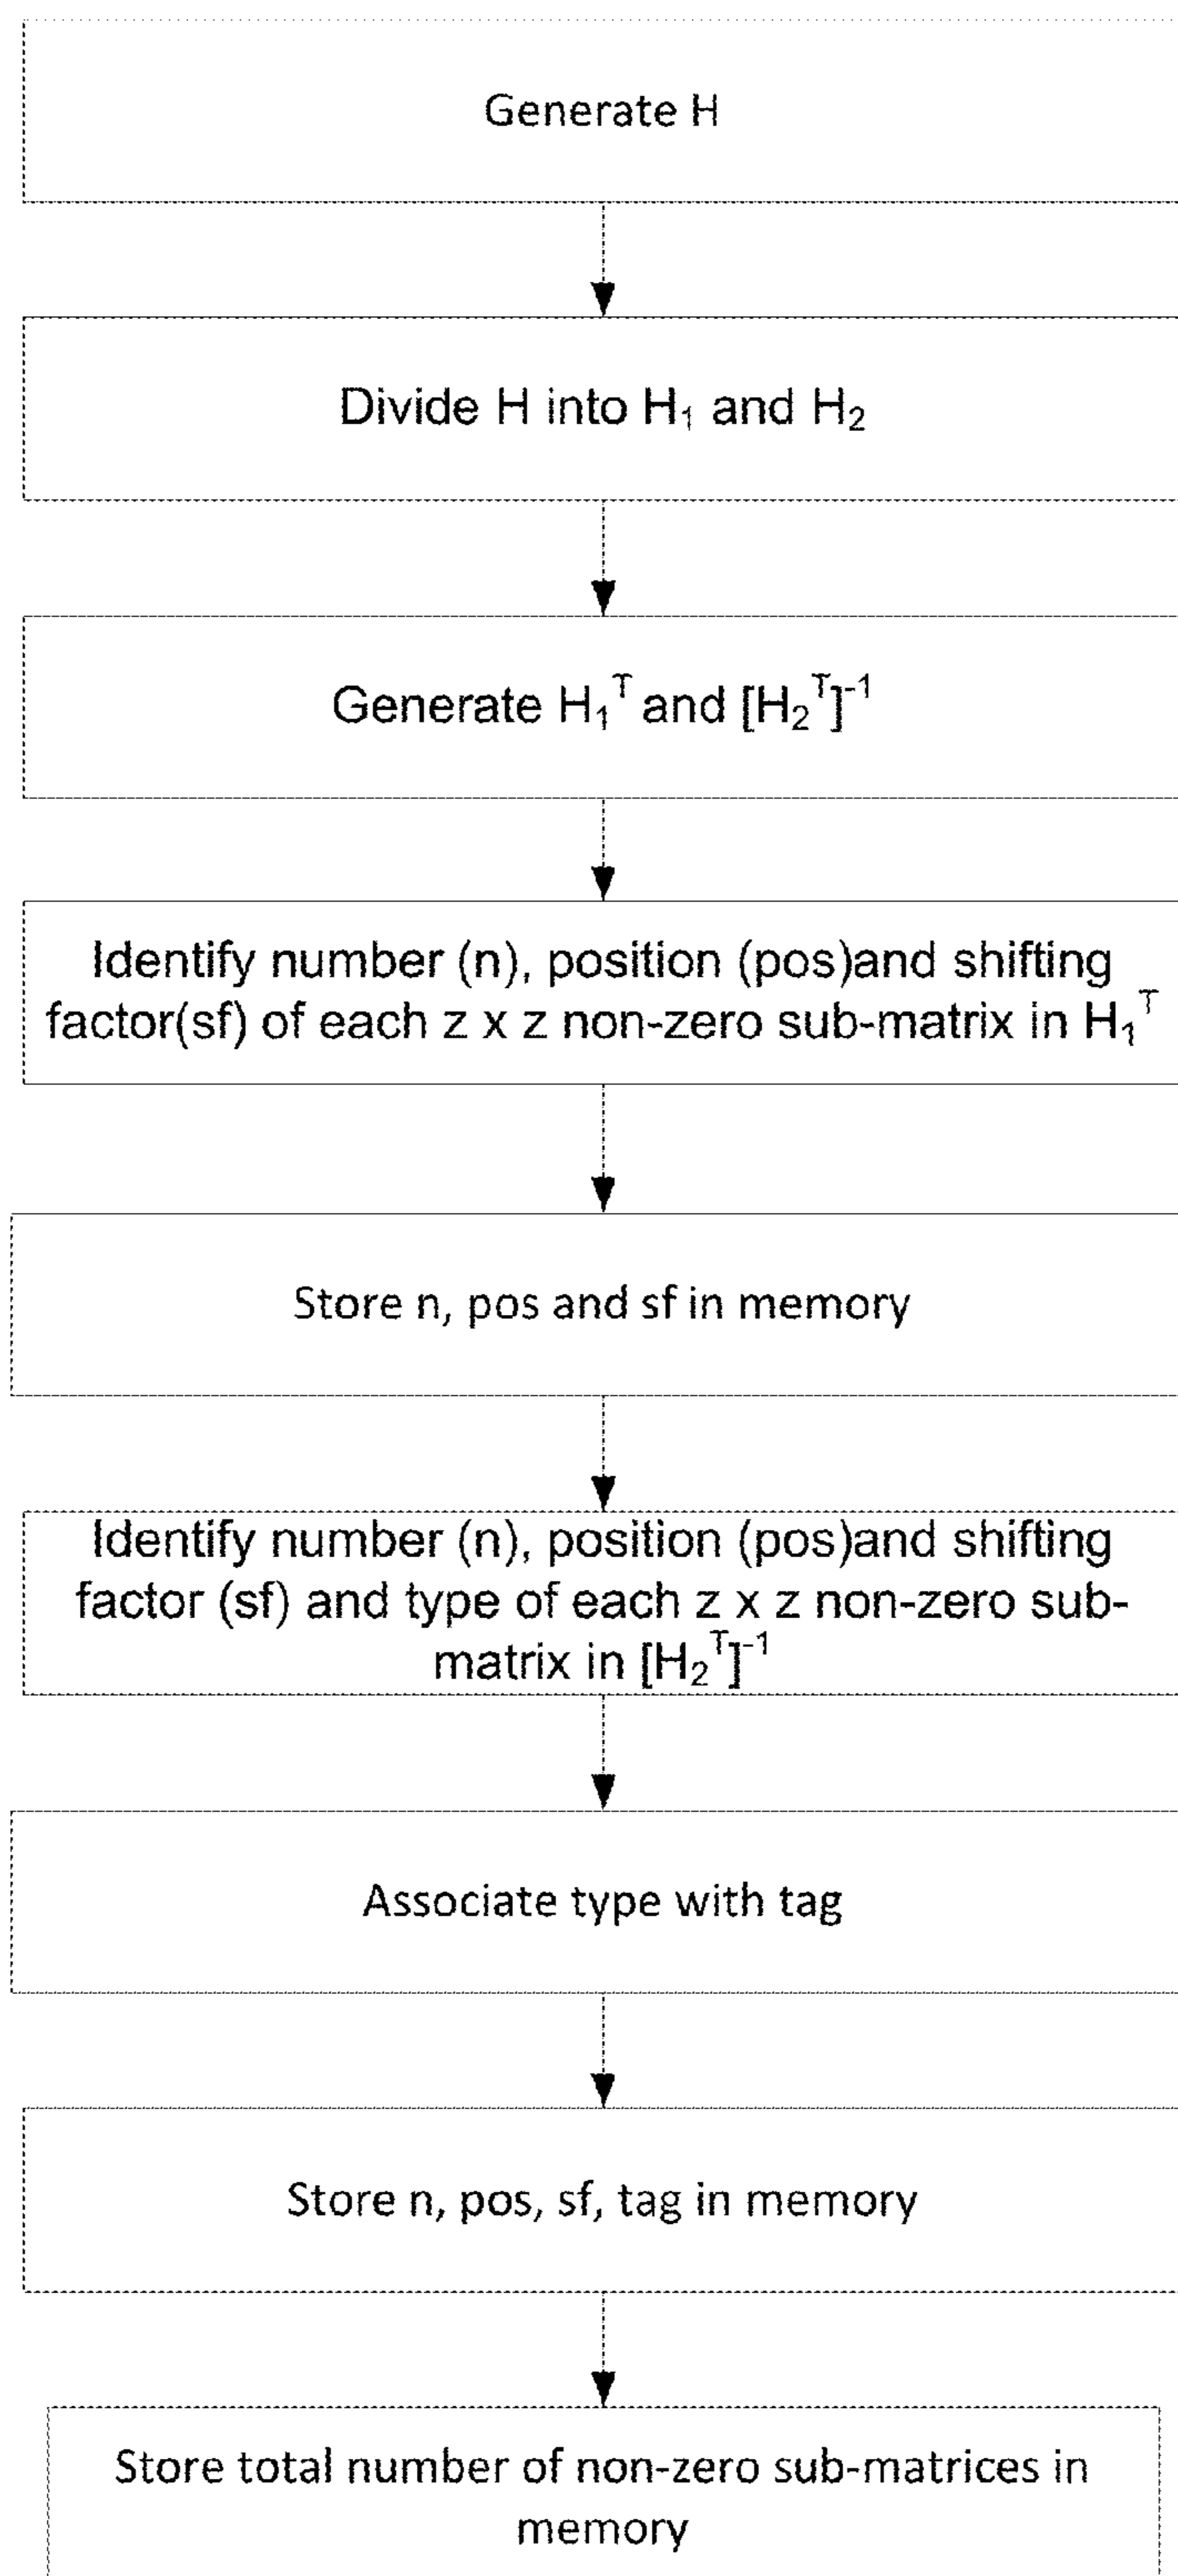 Generate H
Divide H into H₁ and H₂
Generate H₁ᵀ and [H₂ᵀ]⁻¹
Identify number (n), position (pos)and shifting
factor(sf) of each z x z non-zero sub-matrix in H₁ᵀ
Store n, pos and sf in memory
Identify number (n), position (pos)and shifting
factor (sf) and type of each z x z non-zero sub-
matrix in [H₂ᵀ]⁻¹
Associate type with tag
Store n, pos, sf, tag in memory
Store total number of non-zero sub-matrices in
memory